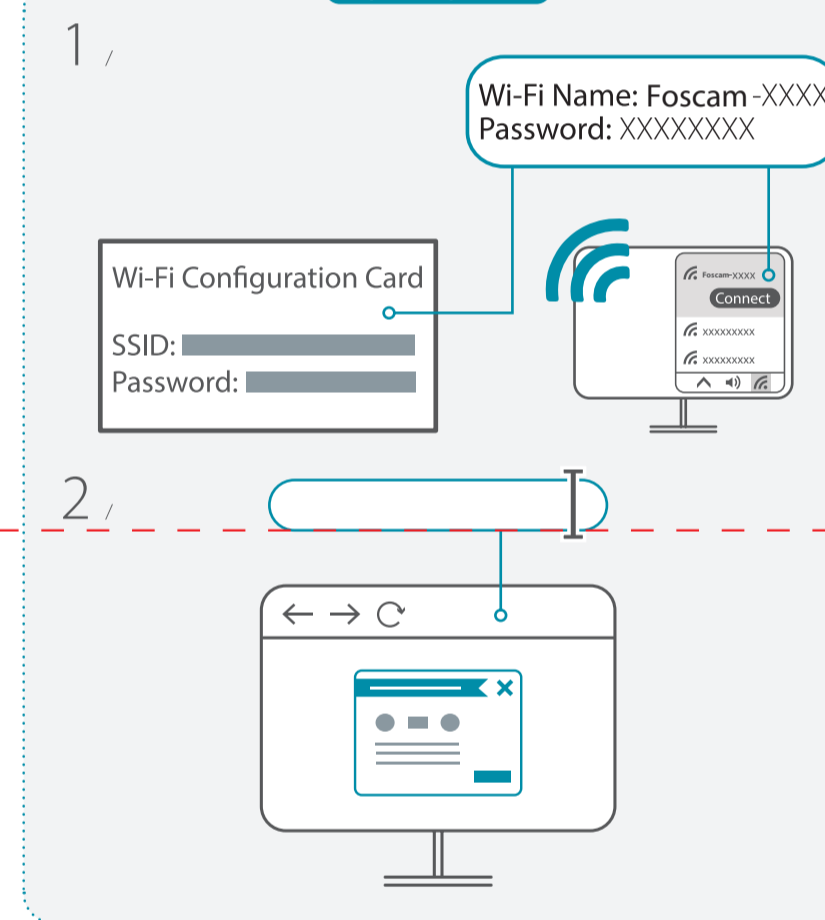 1 /
Wi-Fi Name: Foscam-XXXX
Password: XXXXXXXX
Wi-Fi Configuration Card
SSID:
Password:
Foscam-XXXX
Connect
xxxxxxxxx
xxxxxxxxx
2 /